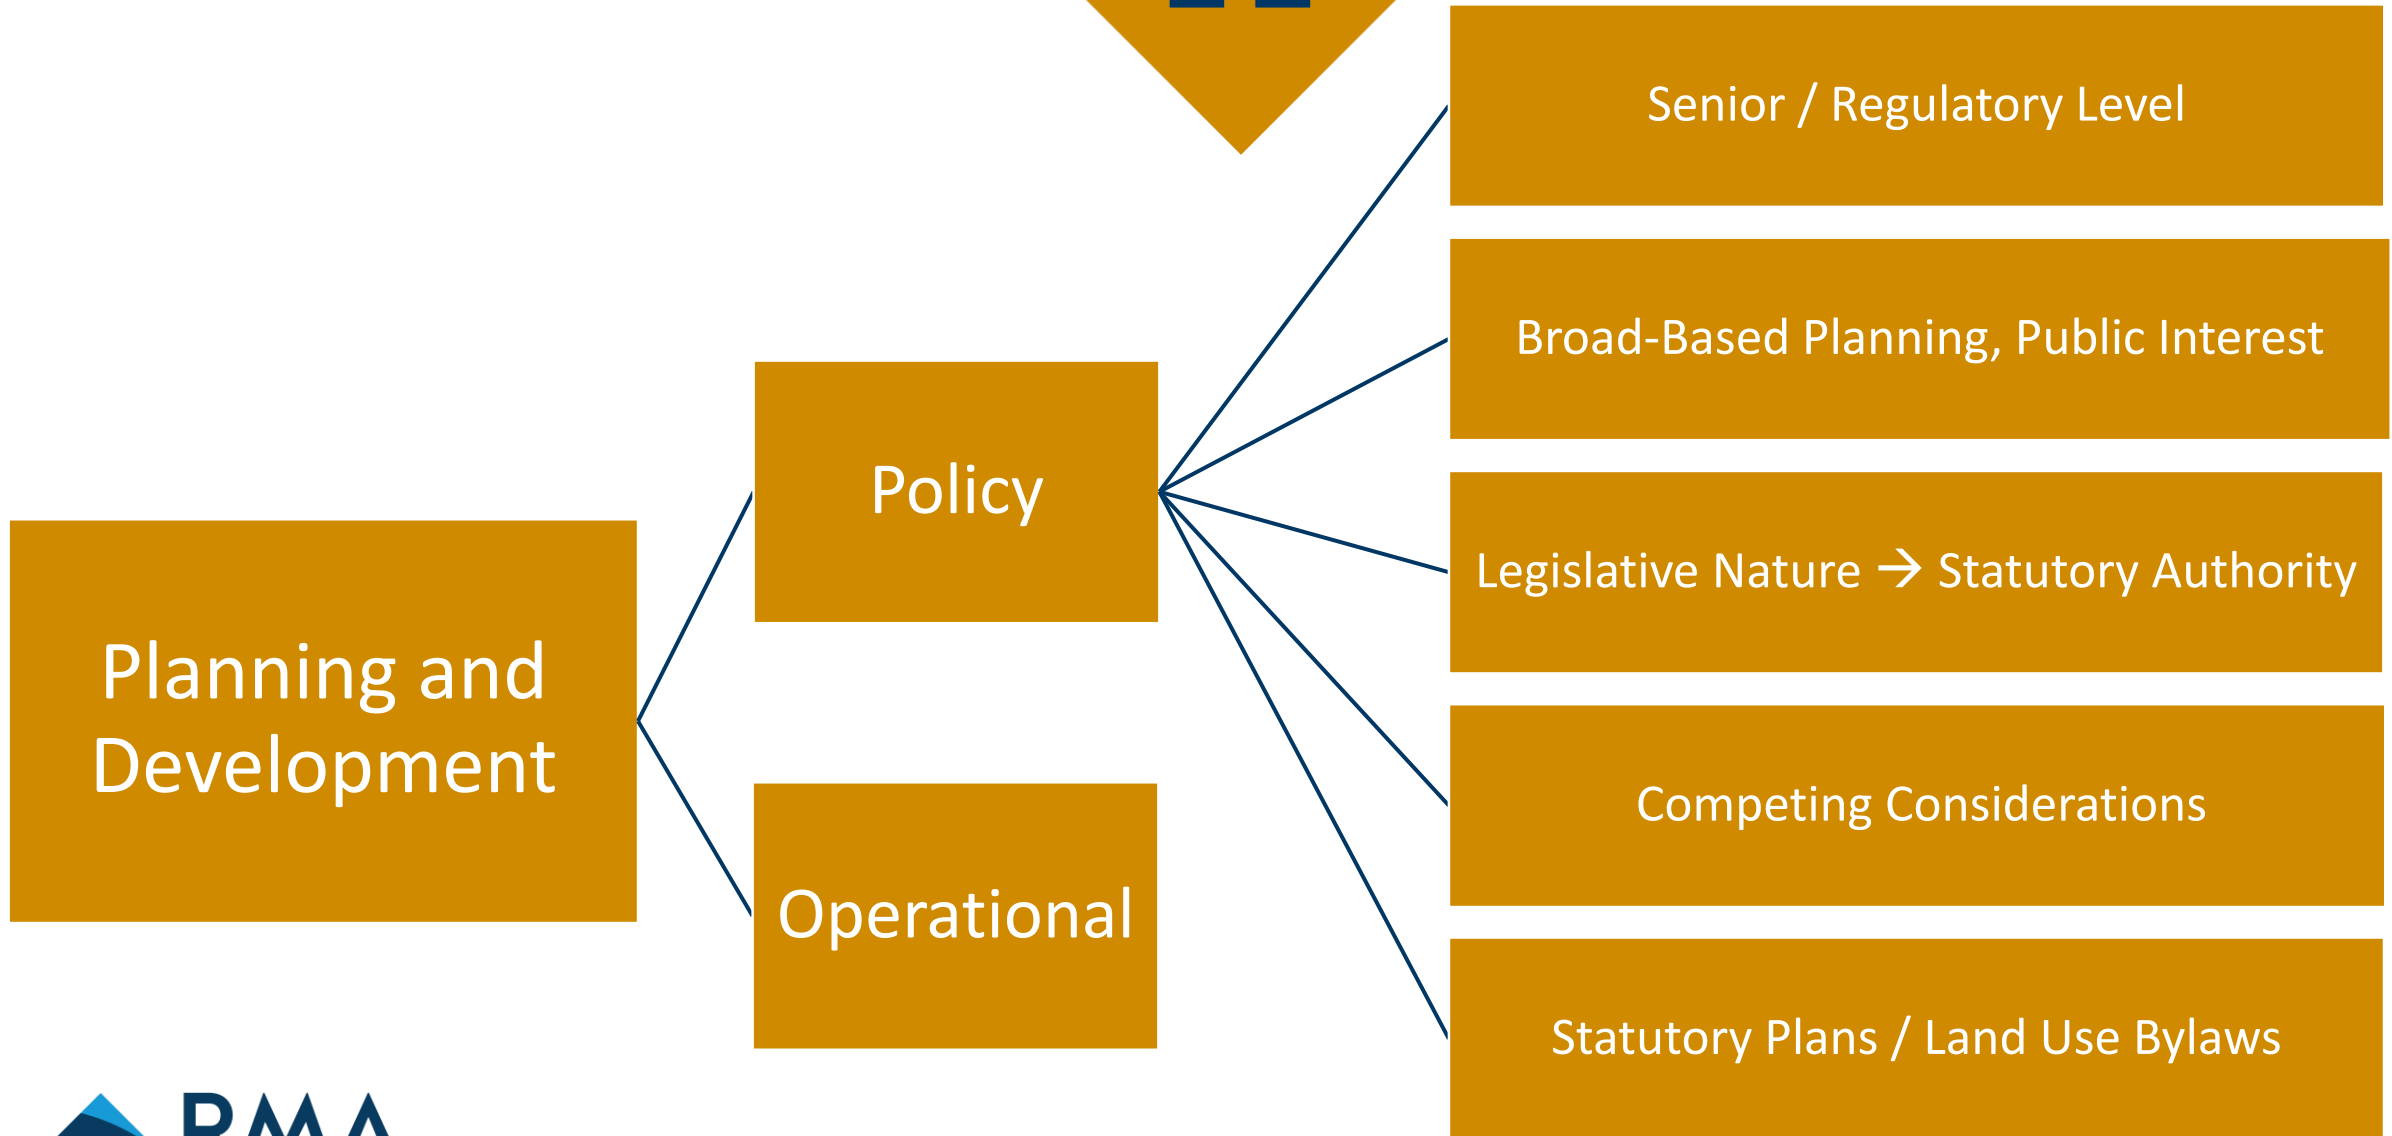 Planning and
Development
Policy
Operational
Senior / Regulatory Level
Broad-Based Planning, Public Interest
Legislative Nature → Statutory Authority
Competing Considerations
Statutory Plans / Land Use Bylaws
RMA